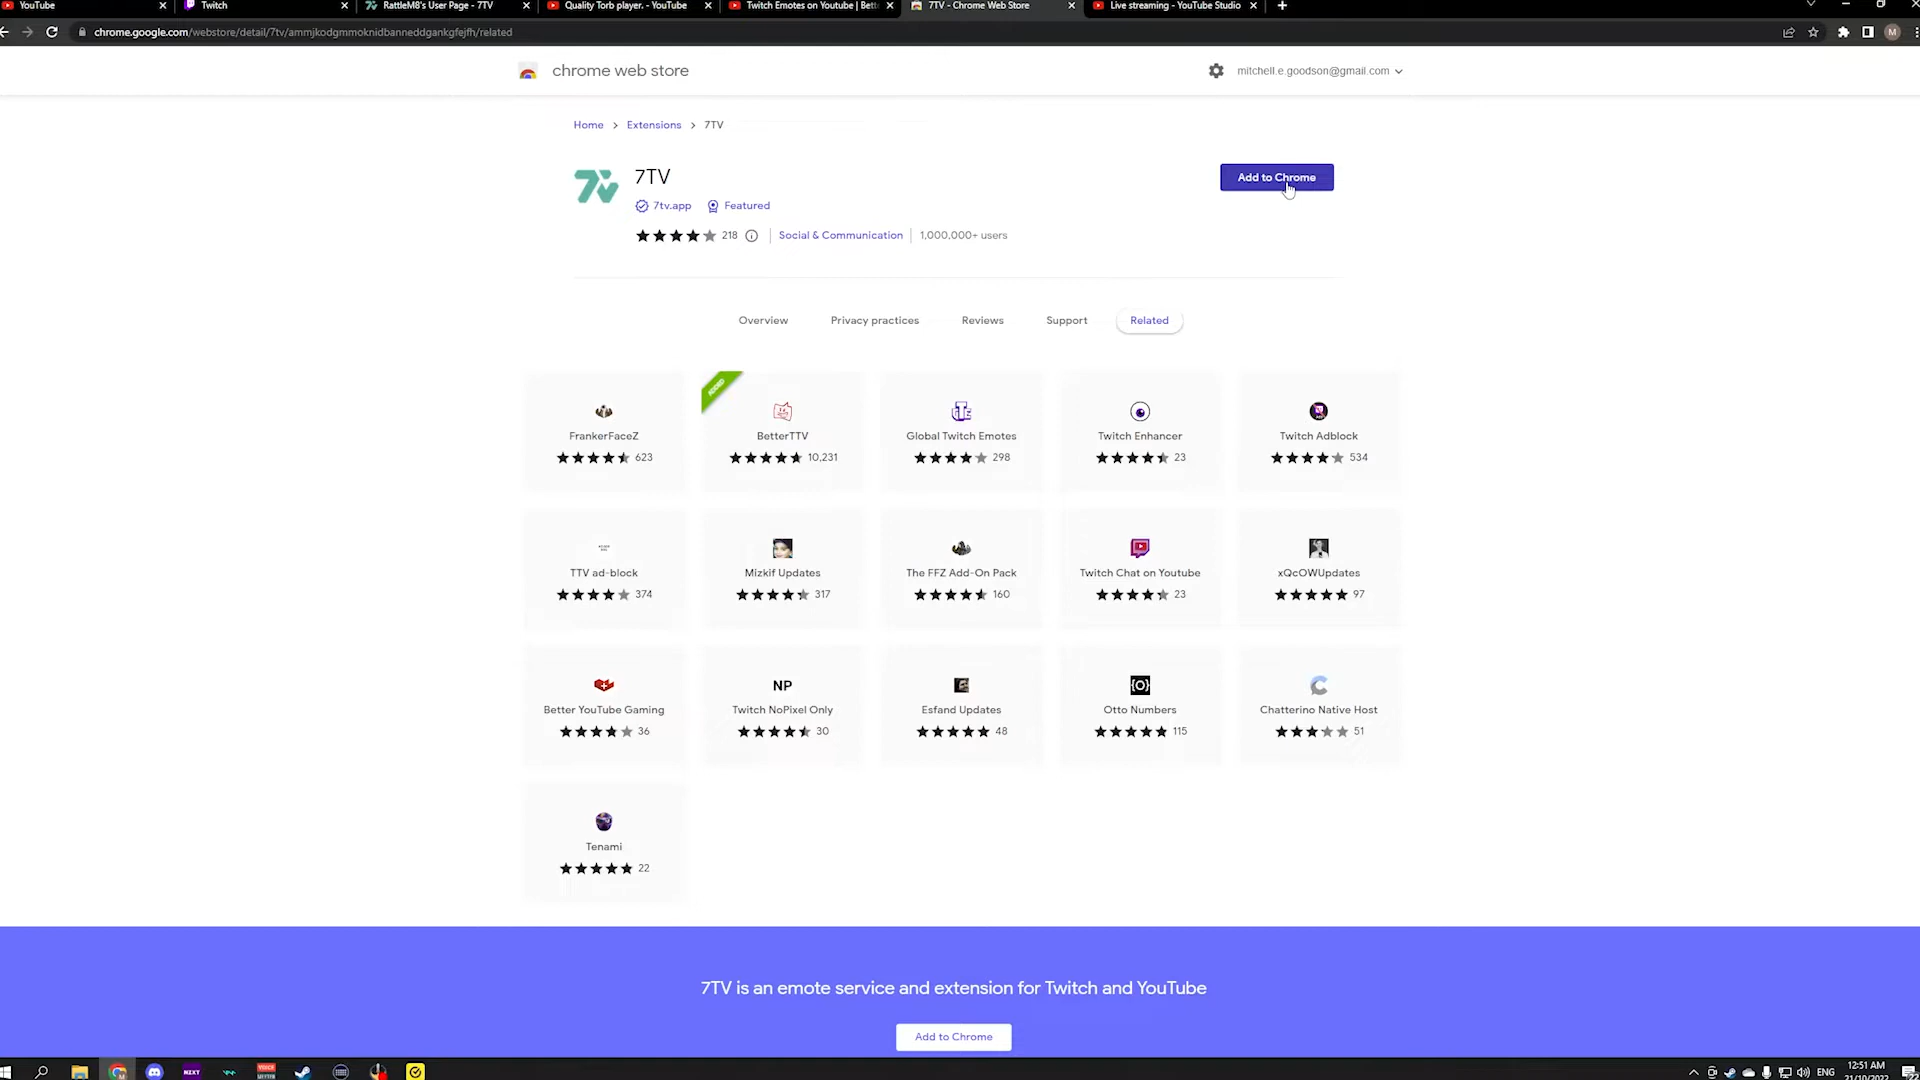 YouTube
Twitch
RattleM8's User Page - 7TV
Quality Torb player. - YouTube
Twitch Emotes on Youtube | Bett
7TV - Chrome Web Store
Live streaming - YouTube Studio
chrome.google.com/webstore/detail/7tv/ammjkodgmmoknidbanneddgankgfejfh/related
M
chrome web store
mitchell.e.goodson@gmail.com
Home > Extensions > 7TV
7TV
Add to Chrome
7tv.app
Featured
218
Social & Communication
1,000,000+ users
Overview
Privacy practices
Reviews
Support
Related
ADDED
FrankerFaceZ
BetterTTV
Global Twitch Emotes
Twitch Enhancer
Twitch Adblock
623
10,231
298
23
534
TTV ad-block
Mizkif Updates
The FFZ Add-On Pack
Twitch Chat on Youtube
xQcOWUpdates
374
317
160
23
97
NP
{O}
Better YouTube Gaming
Twitch NoPixel Only
Esfand Updates
Otto Numbers
Chatterino Native Host
36
30
48
115
51
Tenami
22
7TV is an emote service and extension for Twitch and YouTube
Add to Chrome
NZXT
ENG
12:51 AM
21/10/2022